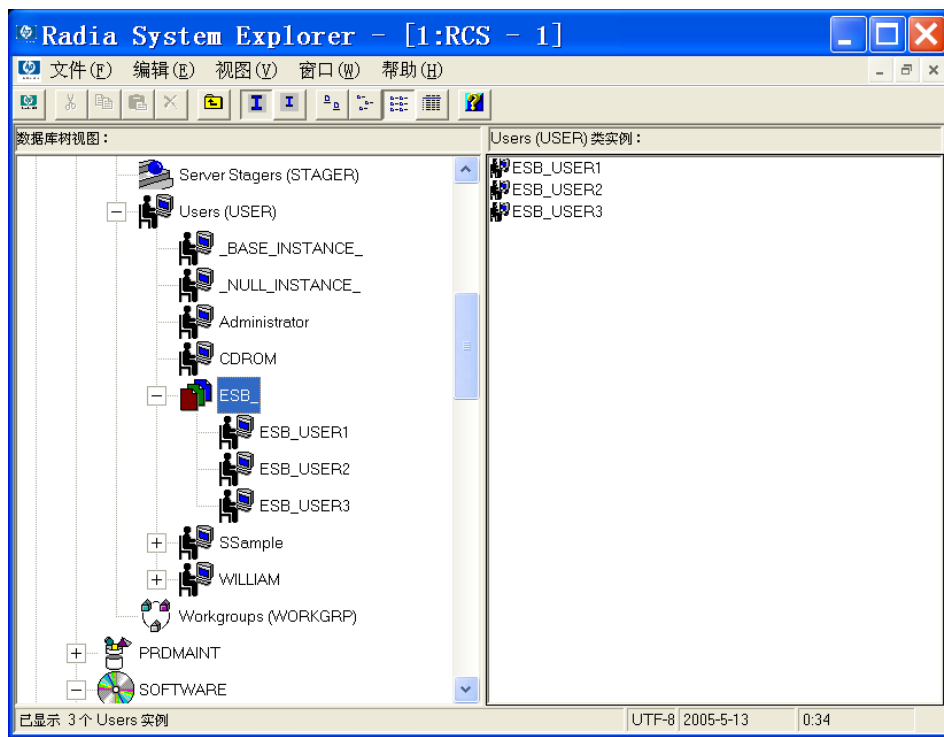 Radia System Explorer - [1:RCS - 1]
文件(F) 编辑(E) 视图(V) 窗口(W) 帮助(H)
数据库树视图:
Users (USER) 类实例:
Server Stagers (STAGER)
Users (USER)
_BASE_INSTANCE_
_NULL_INSTANCE_
Administrator
CDROM
ESB_
ESB_USER1
ESB_USER2
ESB_USER3
SSample
WILLIAM
Workgroups (WORKGRP)
PRDMAINT
SOFTWARE
ESB_USER1
ESB_USER2
ESB_USER3
已显示 3个 Users 实例 UTF-8 2005-5-13 0:34